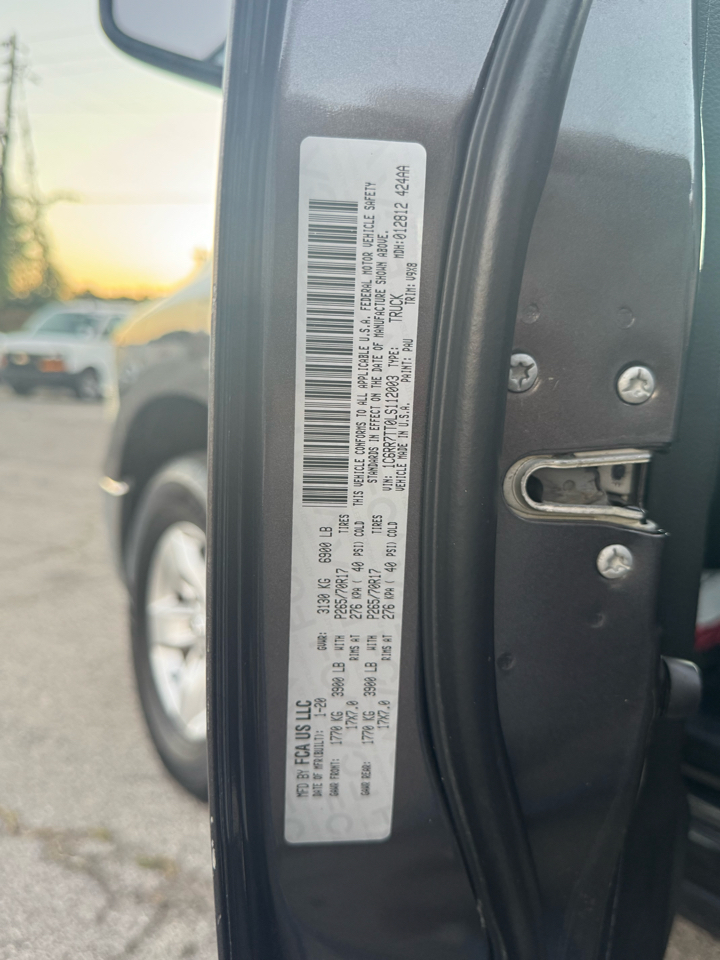 MFD BY FCA US LLC
DATE OF MFR(BUILT): 1-20 GVWR: 3130 KG 6900 LB
GAWR FRONT: 1770 KG 3900 LB WITH P265/70R17 TIRES
17X7.0 RIMS AT 276 KPA ( 40 PSI) COLD
GAWR REAR: 1770 KG 3900 LB WITH P265/70R17 TIRES
17X7.0 RIMS AT 276 KPA ( 40 PSI) COLD
THIS VEHICLE CONFORMS TO ALL APPLICABLE U.S.A. FEDERAL MOTOR VEHICLE SAFETY
STANDARDS IN EFFECT ON THE DATE OF MANUFACTURE SHOWN ABOVE.
VIN: 1C6RR7TT0LS112003 TYPE: TRUCK MDH:012812 424AA
VEHICLE MADE IN U.S.A. PAINT: PAU TRIM: V9X8